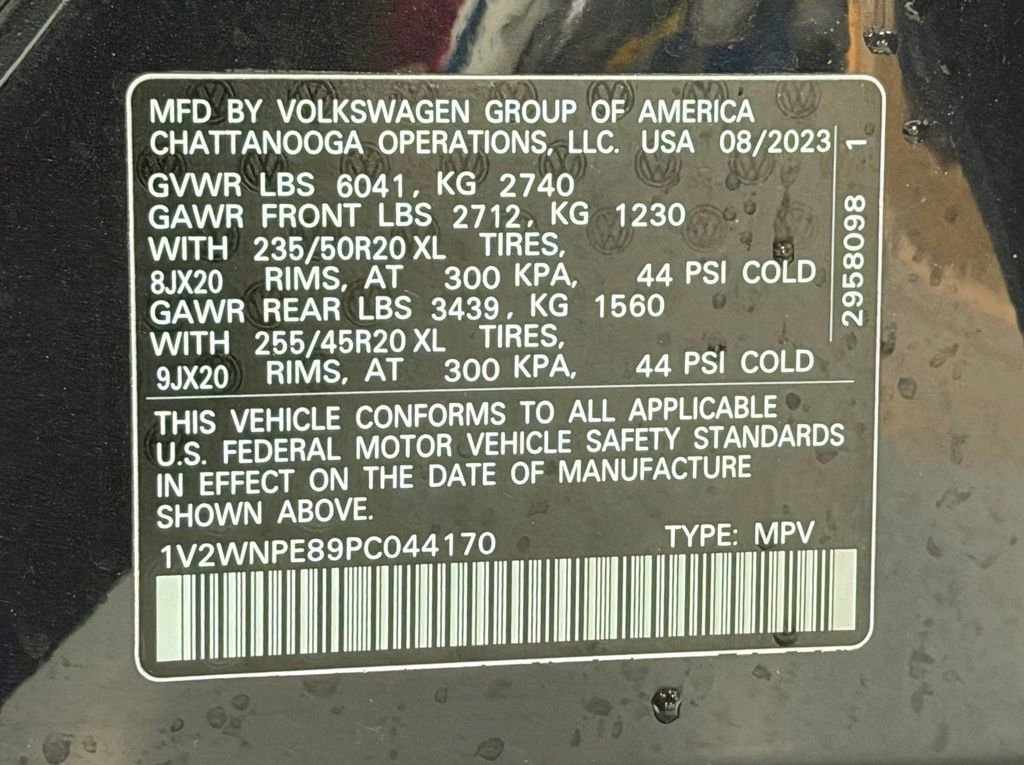 MFD BY VOLKSWAGEN GROUP OF AMERICA
CHATTANOOGA OPERATIONS, LLC. USA 08/2023
GVWR LBS 6041, KG 2740
GAWR FRONT LBS 2712, KG 1230
WITH 235/50R20 XL TIRES,
8JX20 RIMS, AT 300 KPA, 44 PSI COLD
GAWR REAR LBS 3439, KG 1560
WITH 255/45R20 XL TIRES,
9JX20 RIMS, AT 300 KPA, 44 PSI COLD
2958098 1
THIS VEHICLE CONFORMS TO ALL APPLICABLE
U.S. FEDERAL MOTOR VEHICLE SAFETY STANDARDS
IN EFFECT ON THE DATE OF MANUFACTURE
SHOWN ABOVE.
1V2WNPE89PC044170 TYPE: MPV